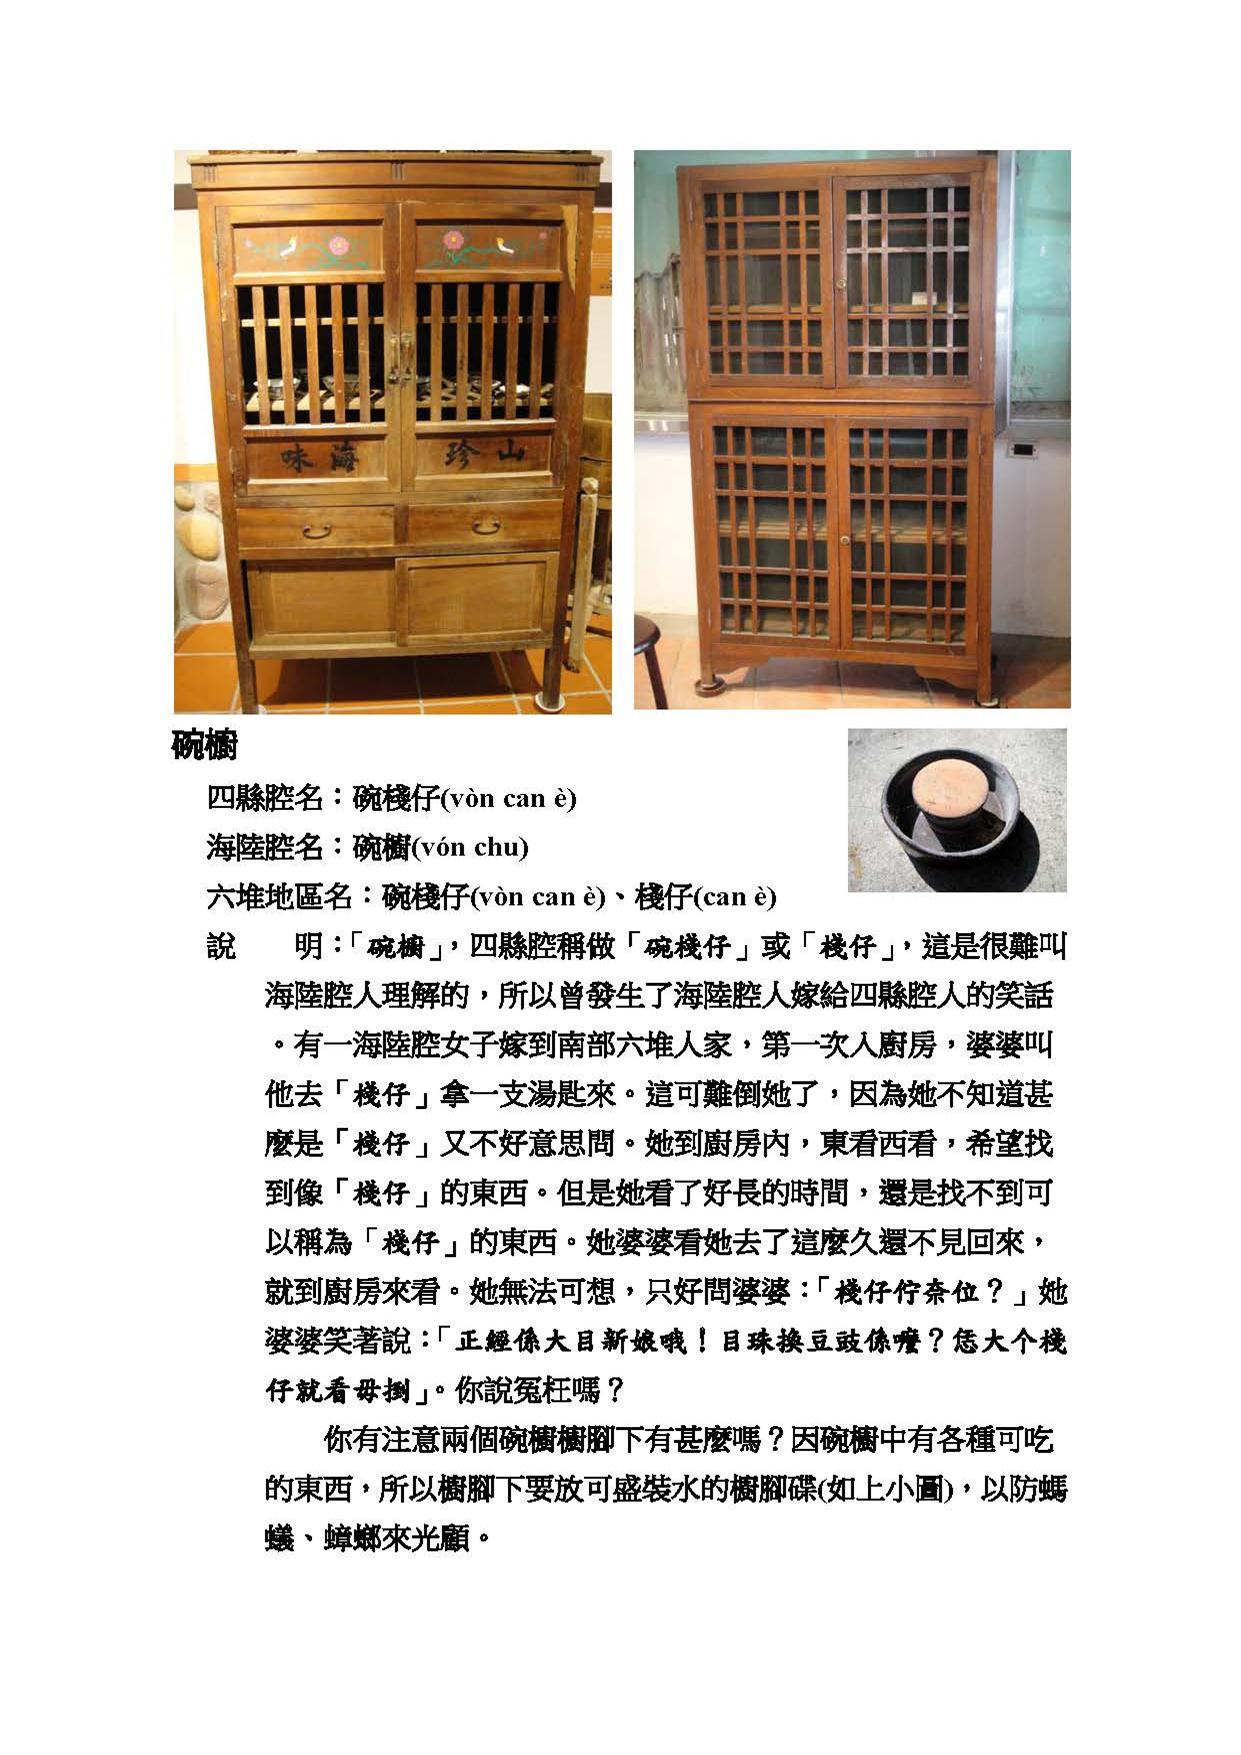 味海 珍山
碗櫥
四縣腔名：碗棧仔(vòn can è)
海陸腔名：碗櫥(vón chu)
六堆地區名：碗棧仔(vòn can è)、棧仔(can è)
說　　明：「碗櫥」，四縣腔稱做「碗棧仔」或「棧仔」，這是很難叫
海陸腔人理解的，所以曾發生了海陸腔人嫁給四縣腔人的笑話
。有一海陸腔女子嫁到南部六堆人家，第一次入廚房，婆婆叫
他去「棧仔」拿一支湯匙來。這可難倒她了，因為她不知道甚
麼是「棧仔」又不好意思問。她到廚房內，東看西看，希望找
到像「棧仔」的東西。但是她看了好長的時間，還是找不到可
以稱為「棧仔」的東西。她婆婆看她去了這麼久還不見回來，
就到廚房來看。她無法可想，只好問婆婆：「棧仔佇奈位？」她
婆婆笑著說：「正經係大目新娘哦！目珠換豆豉係嚒？恁大个棧
仔就看毋掛」。你說冤枉嗎？
你有注意兩個碗櫥櫥腳下有甚麼嗎？因碗櫥中有各種可吃
的東西，所以櫥腳下要放可盛裝水的櫥腳碟(如上小圖)，以防螞
蟻、蟑螂來光顧。